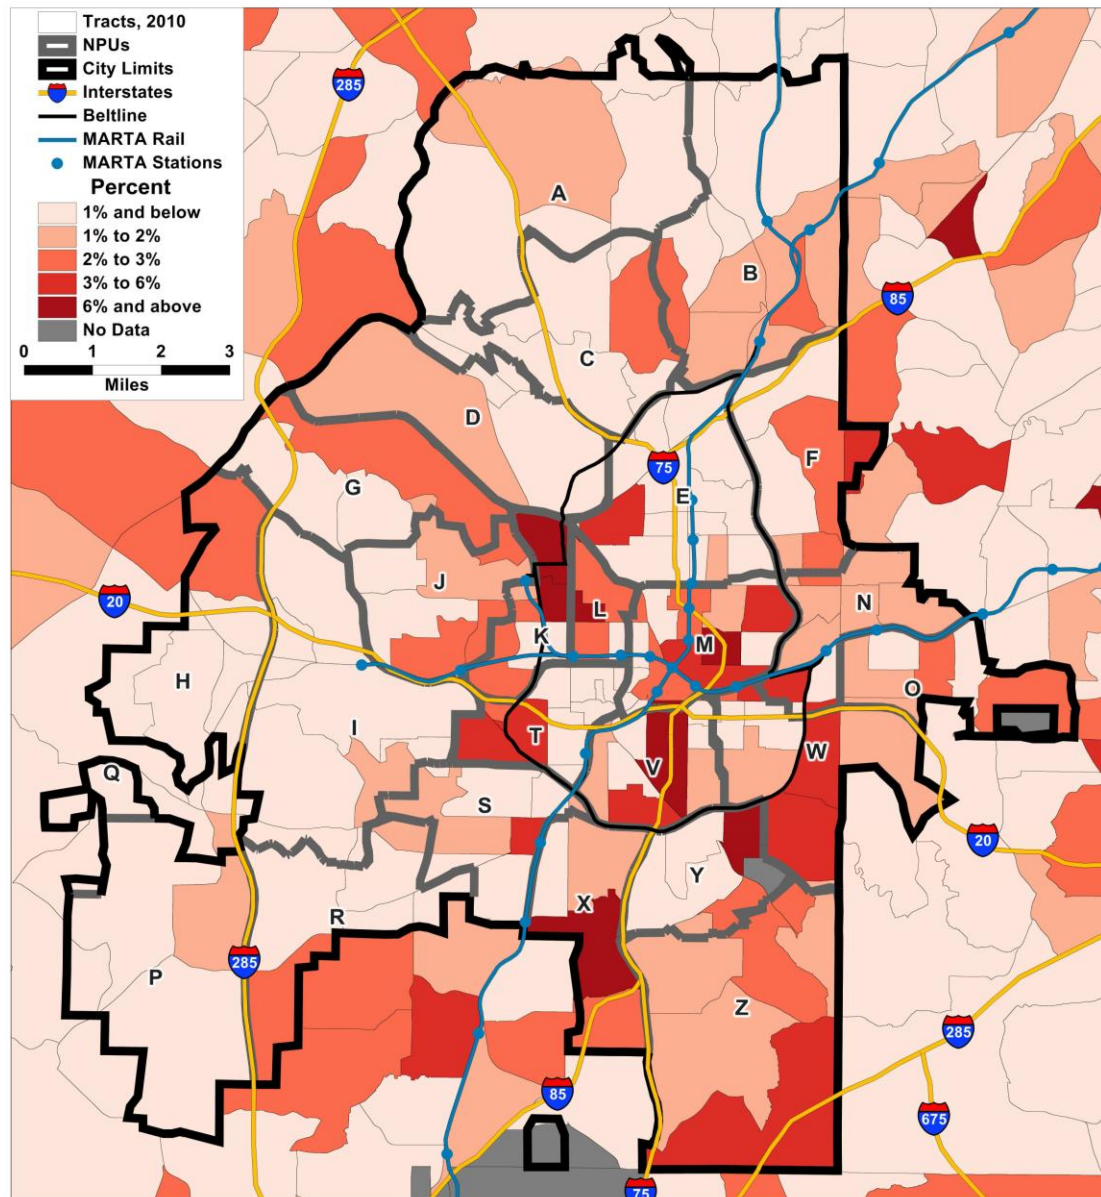 Tracts, 2010
NPUs
City Limits
Interstates
Beltline
MARTA Rail
MARTA Stations
Percent
1% and below
1% to 2%
2% to 3%
3% to 6%
6% and above
No Data
0 1 2 3
Miles
285
A
B
85
C
D
F
75
E
G
20
J
L
N
K
M
H
O
I
T
W
V
Q
S
20
Y
X
R
285
P
Z
285
85
675
75